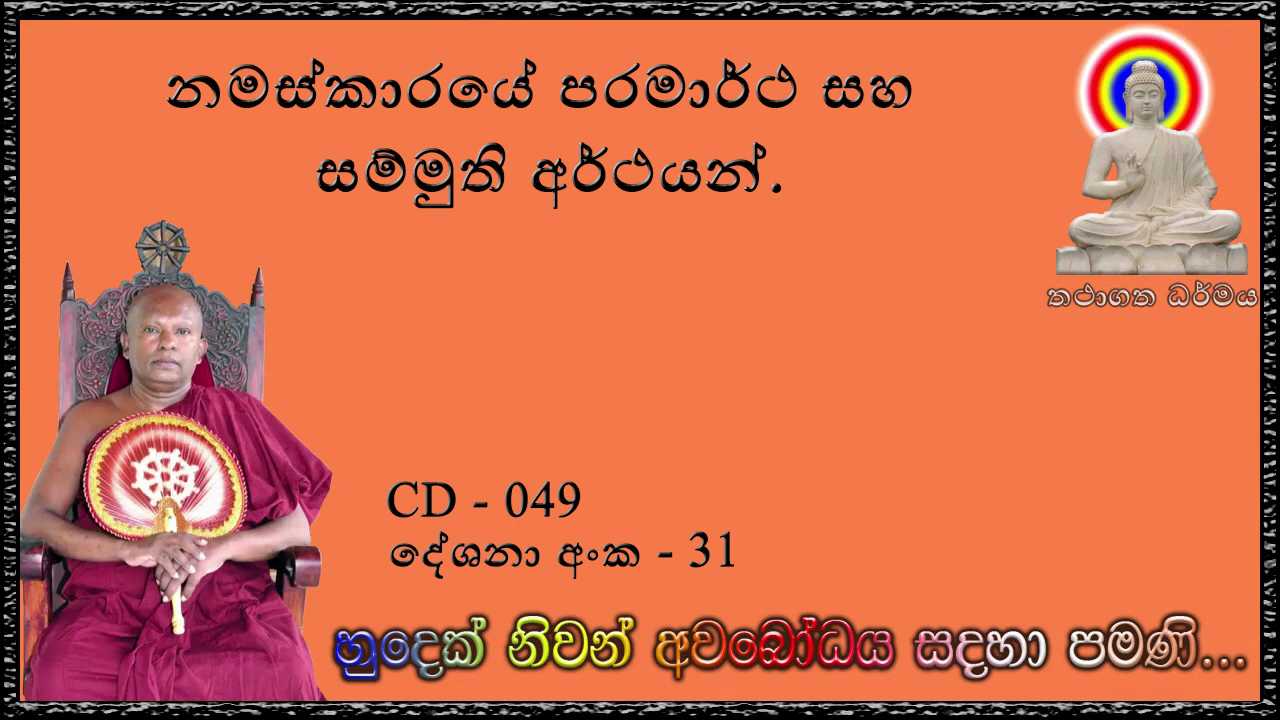 නමස්කාරයේ පරමාර්ථ සහ
සම්මුති අර්ථයන්.
තථාගත ධර්මය
CD - 049
දේශනා අංක - 31
හුදෙක් නිවන් අවබෝධය සඳහා පමණි...